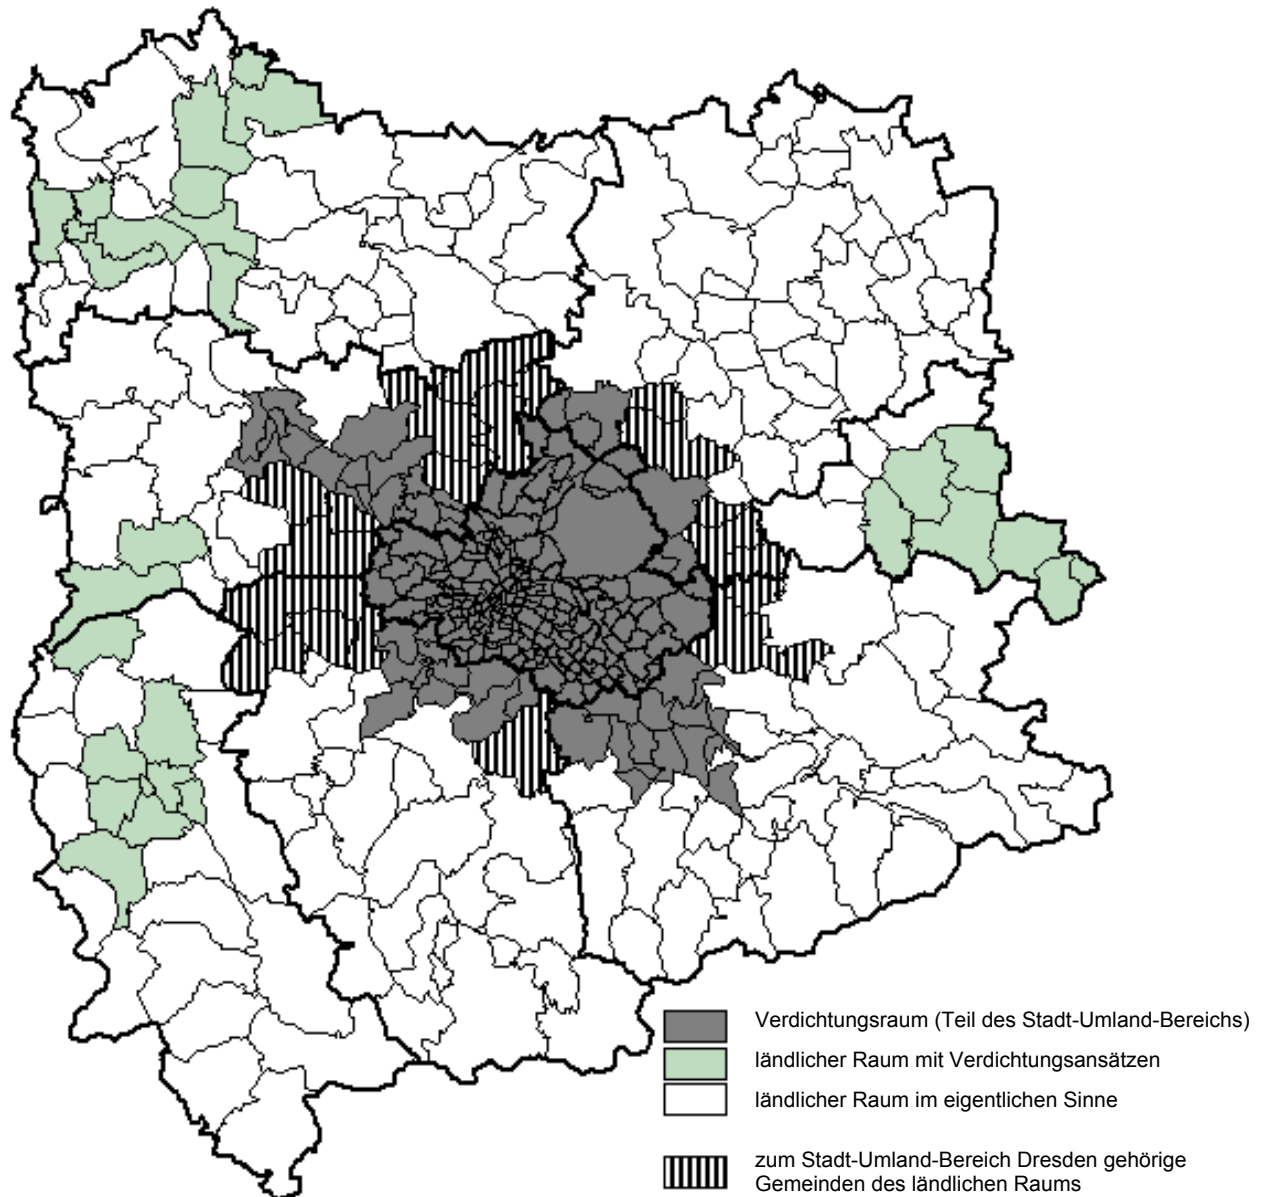 Verdichtungsraum (Teil des Stadt-Umland-Bereichs)
ländlicher Raum mit Verdichtungsansätzen
ländlicher Raum im eigentlichen Sinne
zum Stadt-Umland-Bereich Dresden gehörige
Gemeinden des ländlichen Raums